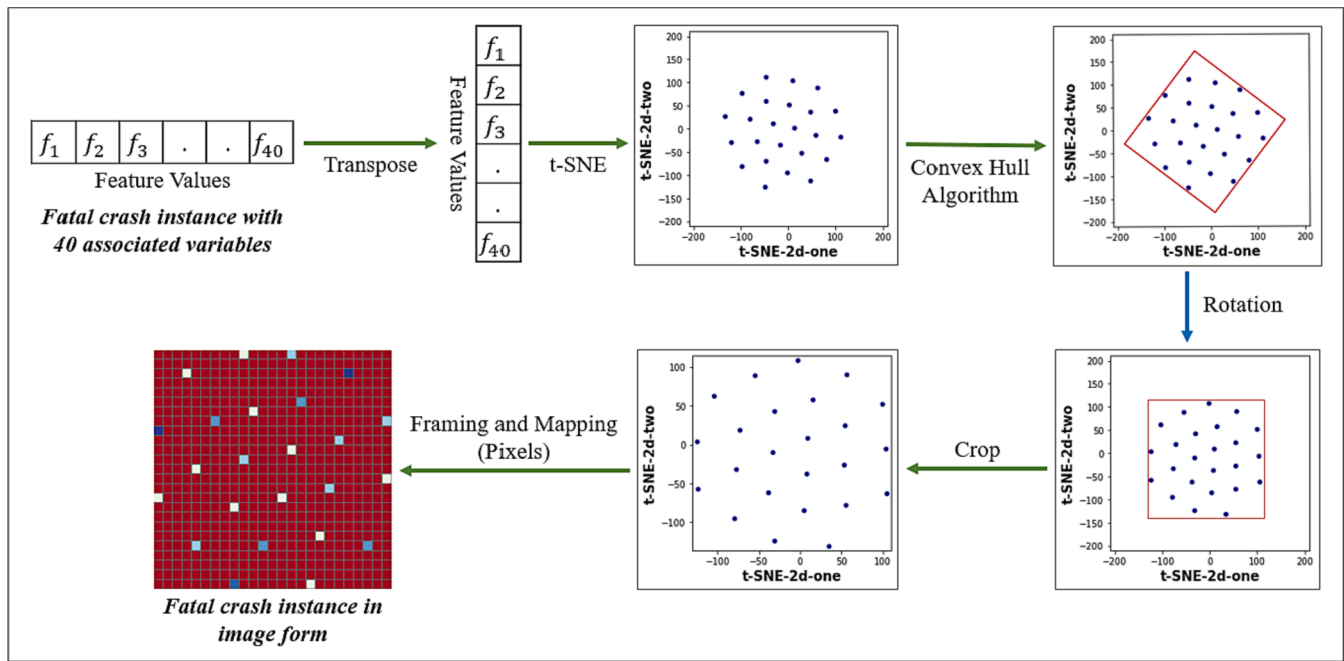 f1 f2 f3 . . f40
Feature Values
Fatal crash instance with
40 associated variables
Transpose
Feature Values
f1
f2
f3
.
.
f40
t-SNE
t-SNE-2d-two
200
150
100
50
0
−50
−100
−150
−200
−200 −100 0 100 200
t-SNE-2d-one
Convex Hull
Algorithm
t-SNE-2d-two
200
150
100
50
0
−50
−100
−150
−200
−200 −100 0 100 200
t-SNE-2d-one
Rotation
t-SNE-2d-two
200
150
100
50
0
−50
−100
−150
−200
−200 −100 0 100 200
t-SNE-2d-one
Crop
t-SNE-2d-two
100
50
0
−50
−100
−100 −50 0 50 100
t-SNE-2d-one
Framing and Mapping
(Pixels)
Fatal crash instance in
image form